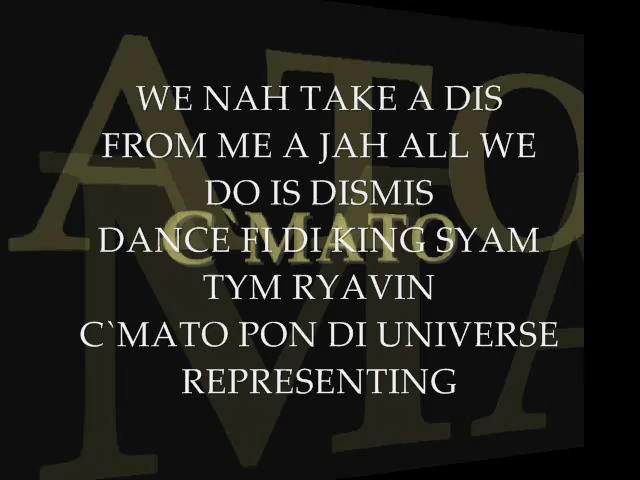 WE NAH TAKE A DIS
FROM ME A JAH ALL WE
DO IS DISMIS
DANCE FI DI KING SYAM
C`MATO
TYM RYAVIN
C`MATO PON DI UNIVERSE
REPRESENTING